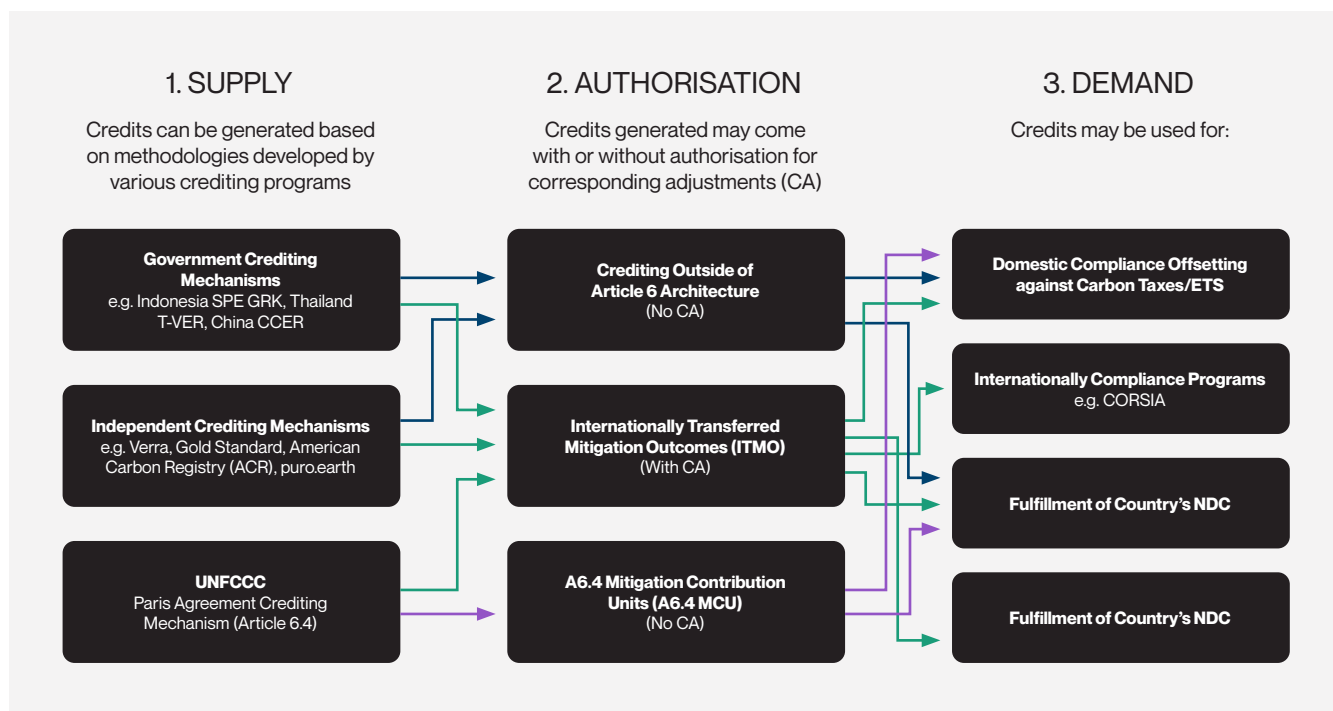 1. SUPPLY
Credits can be generated based
on methodologies developed by
various crediting programs
Government Crediting
Mechanisms
e.g. Indonesia SPE GRK, Thailand
T-VER, China CCER
Independent Crediting Mechanisms
e.g. Verra, Gold Standard, American
Carbon Registry (ACR), puro.earth
UNFCCC
Paris Agreement Crediting
Mechanism (Article 6.4)
2. AUTHORISATION
Credits generated may come
with or without authorisation for
corresponding adjustments (CA)
Crediting Outside of
Article 6 Architecture
(No CA)
Internationally Transferred
Mitigation Outcomes (ITMO)
(With CA)
A6.4 Mitigation Contribution
Units (A6.4 MCU)
(No CA)
3. DEMAND
Credits may be used for:
Domestic Compliance Offsetting
against Carbon Taxes/ETS
Internationally Compliance Programs
e.g. CORSIA
Fulfillment of Country's NDC
Fulfillment of Country's NDC